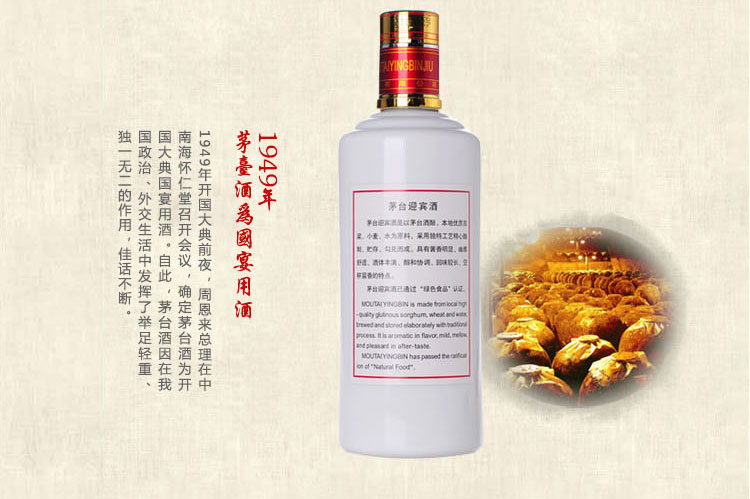 1949年
茅臺酒爲國宴用酒
1949年开国大典前夜，周恩来总理在中
南海怀仁堂召开会议，确定茅台酒为开
国大典国宴用酒。自此，茅台酒因在我
国政治、外交生活中发挥了举足轻重、
独一无二的作用，佳话不断。
UTAIYINGBINJIU
茅台迎宾酒
茅台迎宾酒是以茅台酒醅、本地优质高
粱、小麦、水为原料，采用独特工艺精心酿
制、贮存、勾兑而成。具有酱香明显、幽雅
舒适、酒体丰满、醇和协调、回味较长、空
杯留香的特点。
茅台迎宾酒已通过“绿色食品”认证。
MOUTAI YINGBIN is made from local high
-quality glutinous sorghum, wheat and water,
brewed and stored elaborately with traditional
process. It is aromatic in flavor, mild, mellow,
and pleasant in after-taste.
MOUTAIYINGBIN has passed the ratificat
ion of "Natural Food".